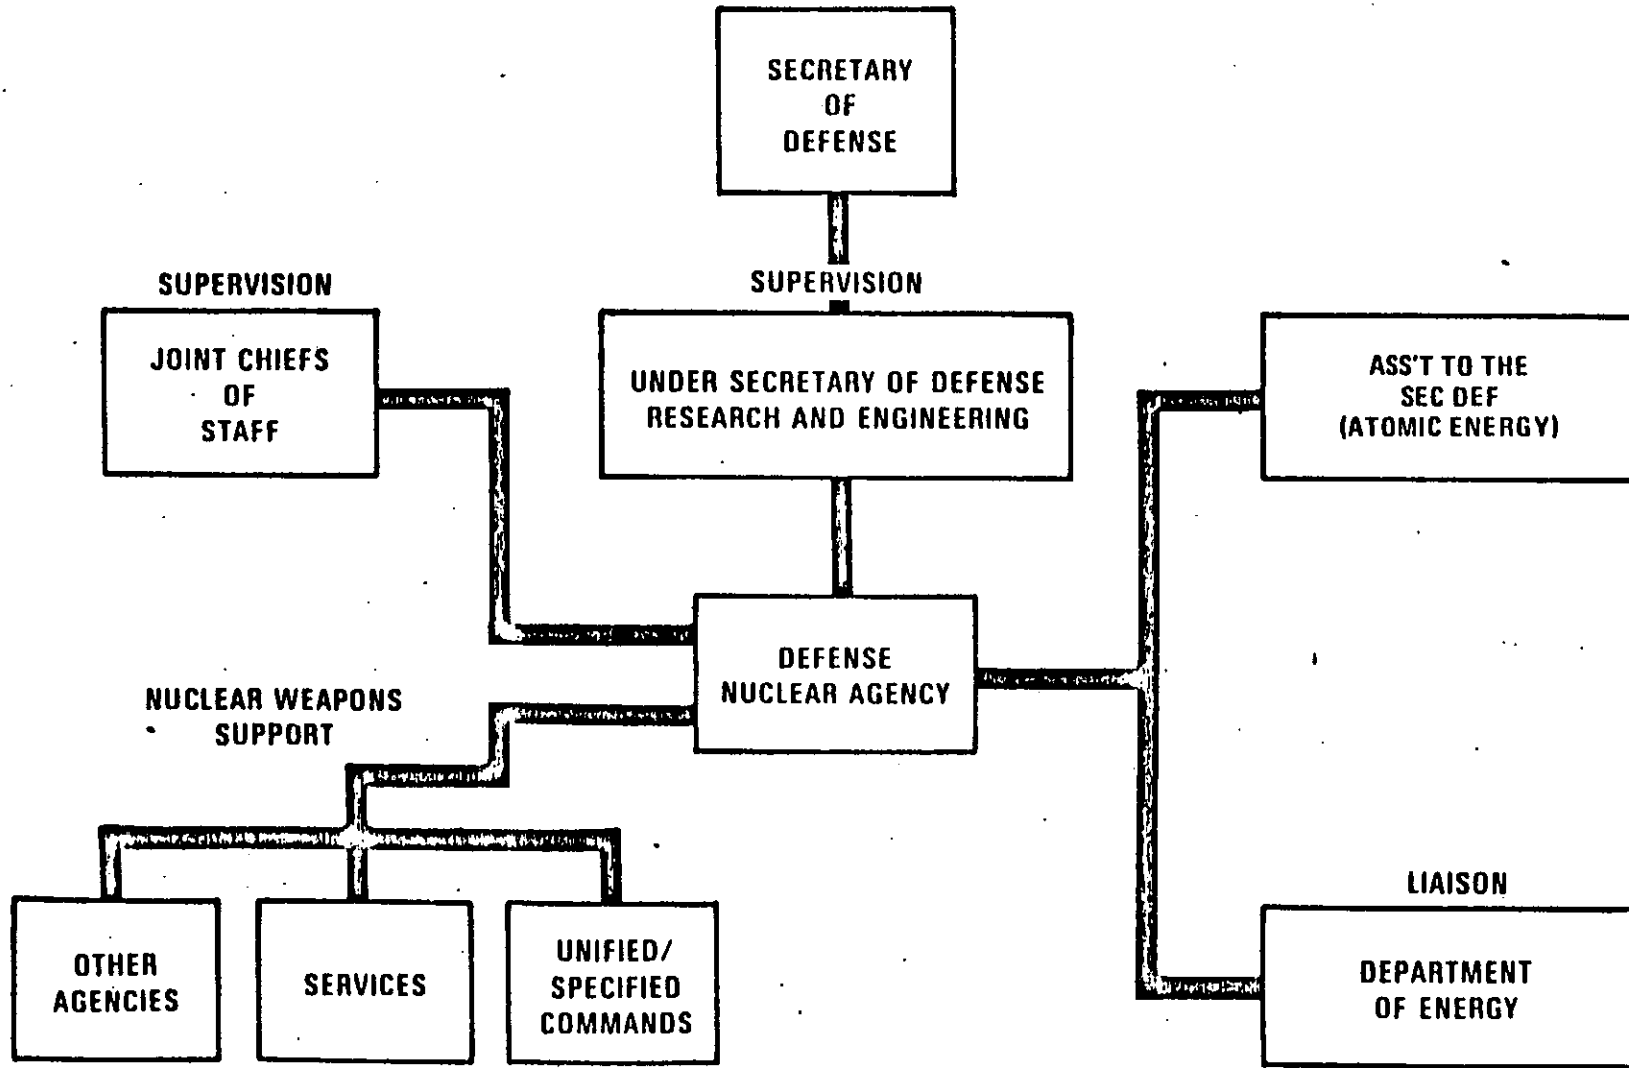 SECRETARY
OF
DEFENSE
SUPERVISION
SUPERVISION
JOINT CHIEFS
OF
STAFF
UNDER SECRETARY OF DEFENSE
RESEARCH AND ENGINEERING
ASS'T TO THE
SEC DEF
(ATOMIC ENERGY)
DEFENSE
NUCLEAR AGENCY
NUCLEAR WEAPONS
SUPPORT
OTHER
AGENCIES
SERVICES
UNIFIED/
SPECIFIED
COMMANDS
LIAISON
DEPARTMENT
OF ENERGY